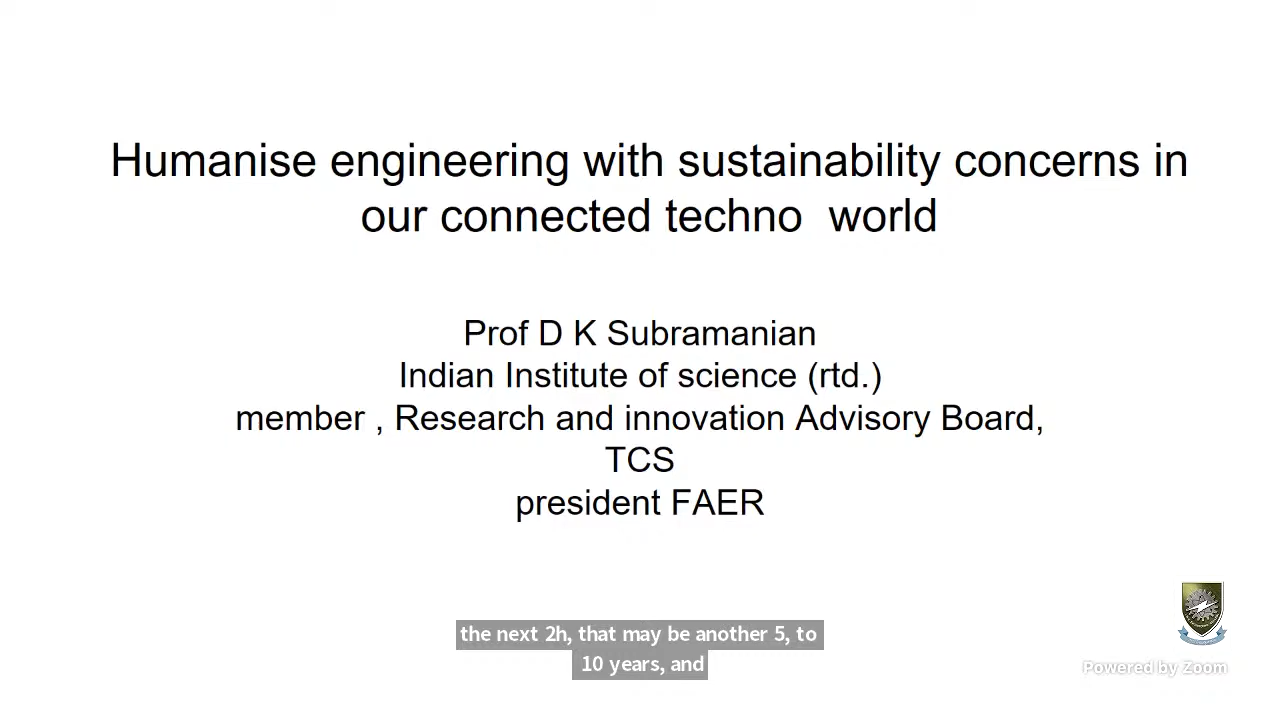 Humanise engineering with sustainability concerns in
our connected techno  world
Prof D K Subramanian
Indian Institute of science (rtd.)
member , Research and innovation Advisory Board,
TCS
president FAER
the next 2h, that may be another 5, to
10 years, and
Powered by Zoom